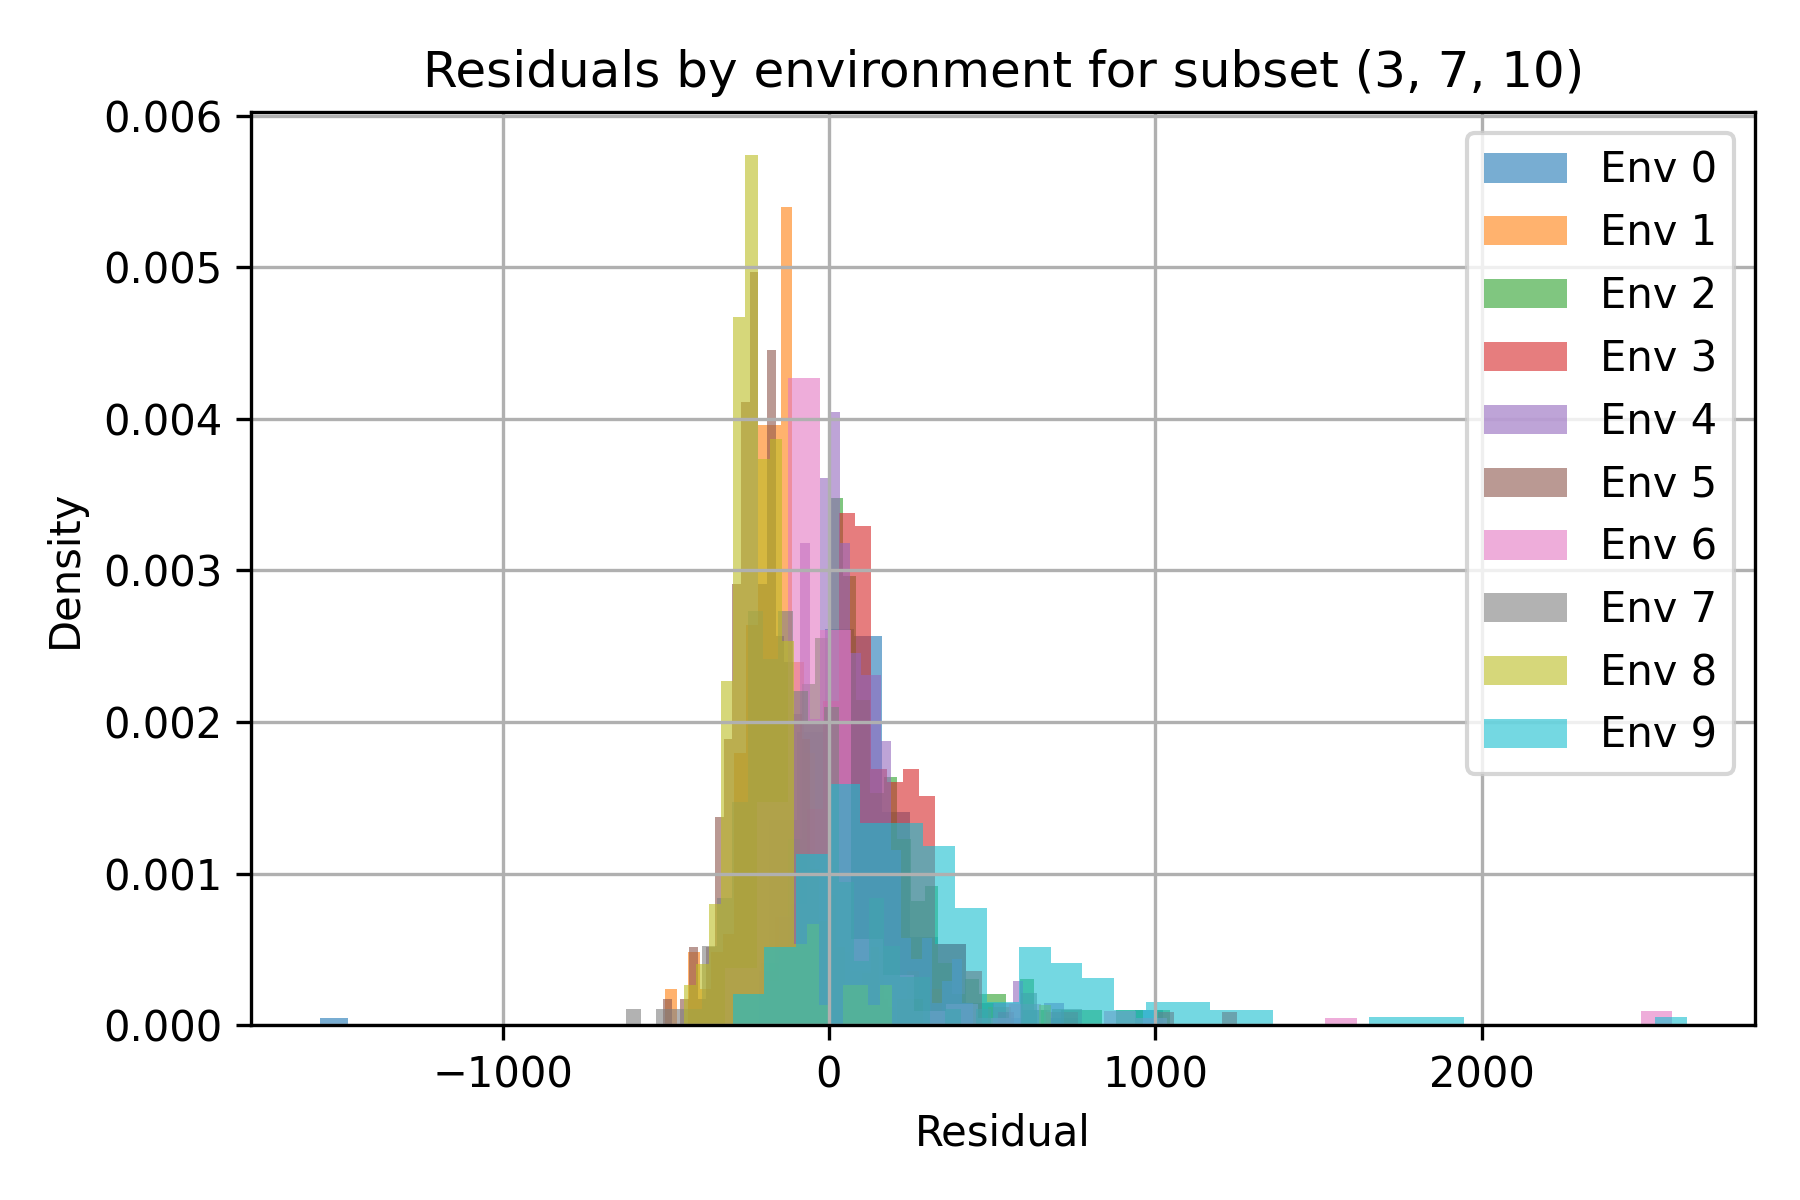 Residuals by environment for subset (3, 7, 10)
0.006
0.005
0.004
0.003
0.002
0.001
0.000
Density
−1000
0
1000
2000
Residual
Env 0
Env 1
Env 2
Env 3
Env 4
Env 5
Env 6
Env 7
Env 8
Env 9